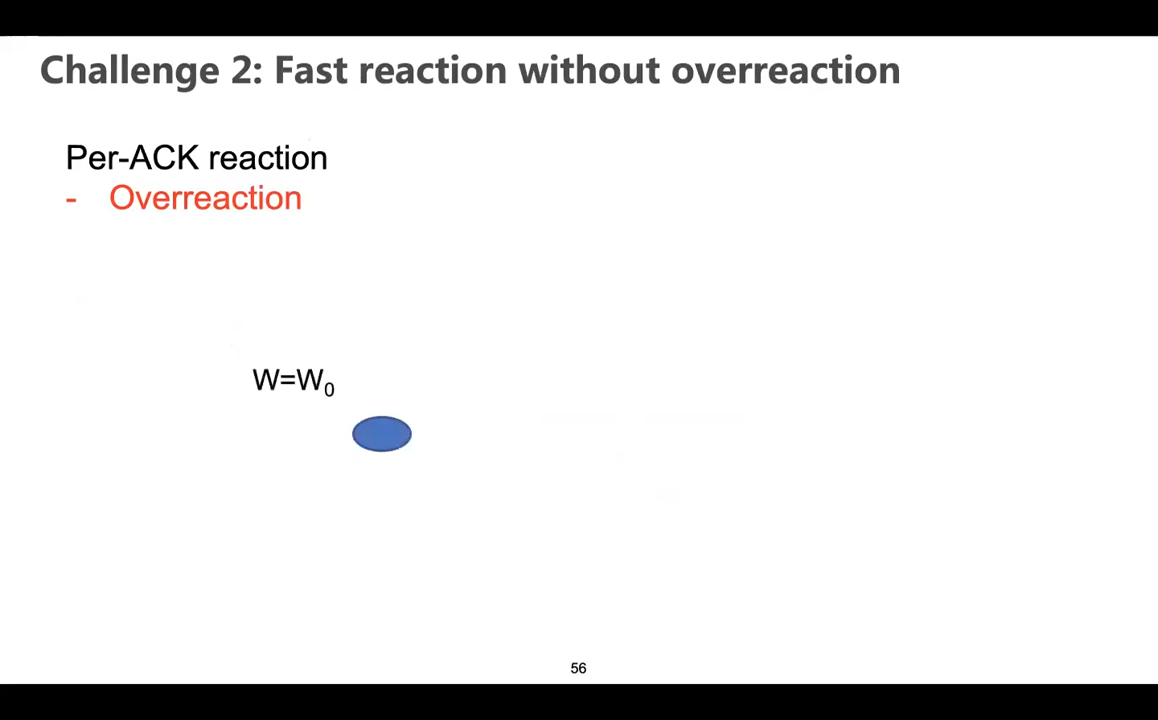 Challenge 2: Fast reaction without overreaction
Per-ACK reaction
- Overreaction
W=W₀
56